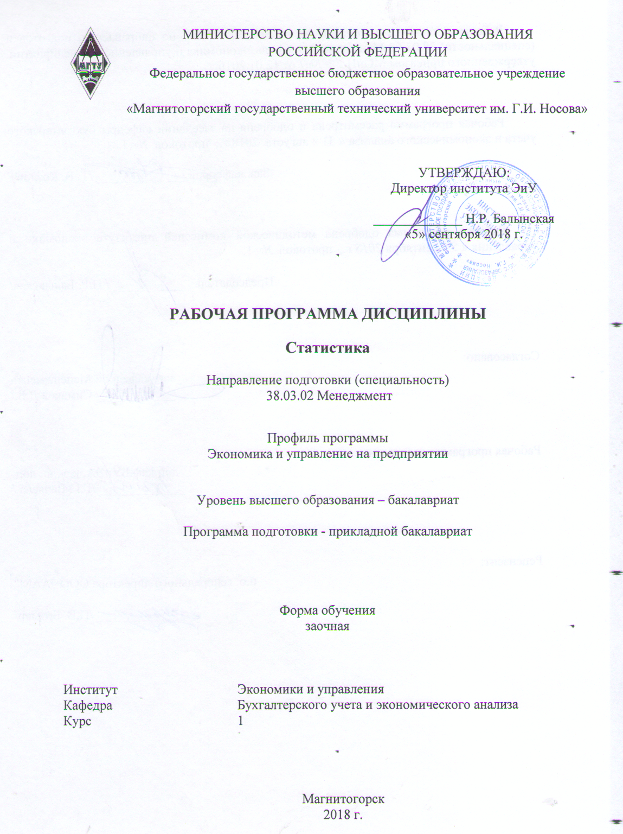 МИНИСТЕРСТВО НАУКИ И ВЫСШЕГО ОБРАЗОВАНИЯ
РОССИЙСКОЙ ФЕДЕРАЦИИ
Федеральное государственное бюджетное образовательное учреждение
высшего образования
«Магнитогорский государственный технический университет им. Г.И. Носова»
МГТУ
УТВЕРЖДАЮ:
Директор института ЭиУ
Н.Р. Балынская
«5» сентября 2018 г.
РАБОЧАЯ ПРОГРАММА ДИСЦИПЛИНЫ
Статистика
Направление подготовки (специальность)
38.03.02 Менеджмент
Профиль программы
Экономика и управление на предприятии
Уровень высшего образования – бакалавриат
Программа подготовки - прикладной бакалавриат
Форма обучения
заочная
Институт Экономики и управления
Кафедра Бухгалтерского учета и экономического анализа
Курс 1
Магнитогорск
2018 г.